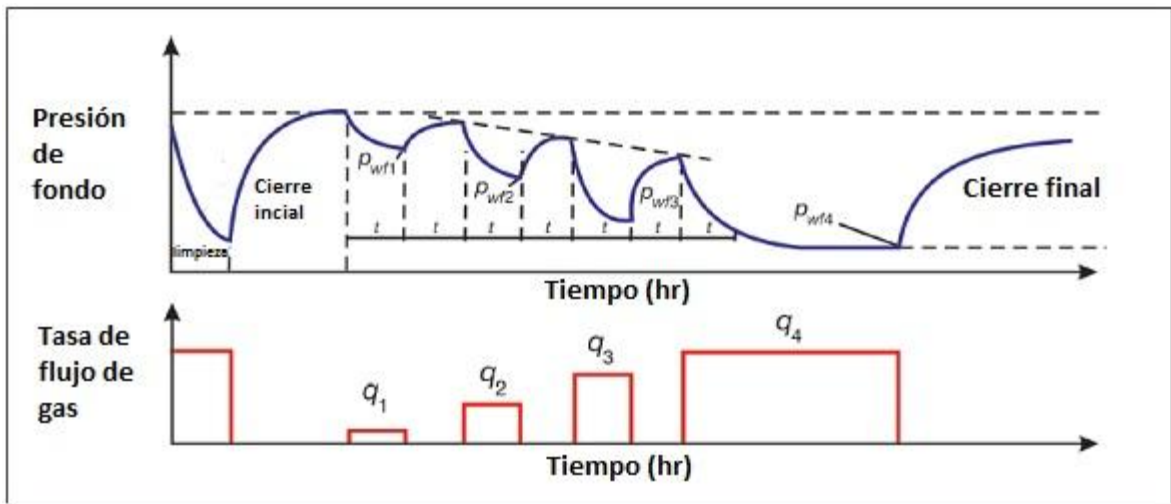 Presión
de
fondo
limpieza
Cierre
incial
p_wf1
p_wf2
p_wf3
p_wf4
t t t t t t t
Cierre final
Tiempo (hr)
Tasa de
flujo de
gas
q_1
q_2
q_3
q_4
Tiempo (hr)